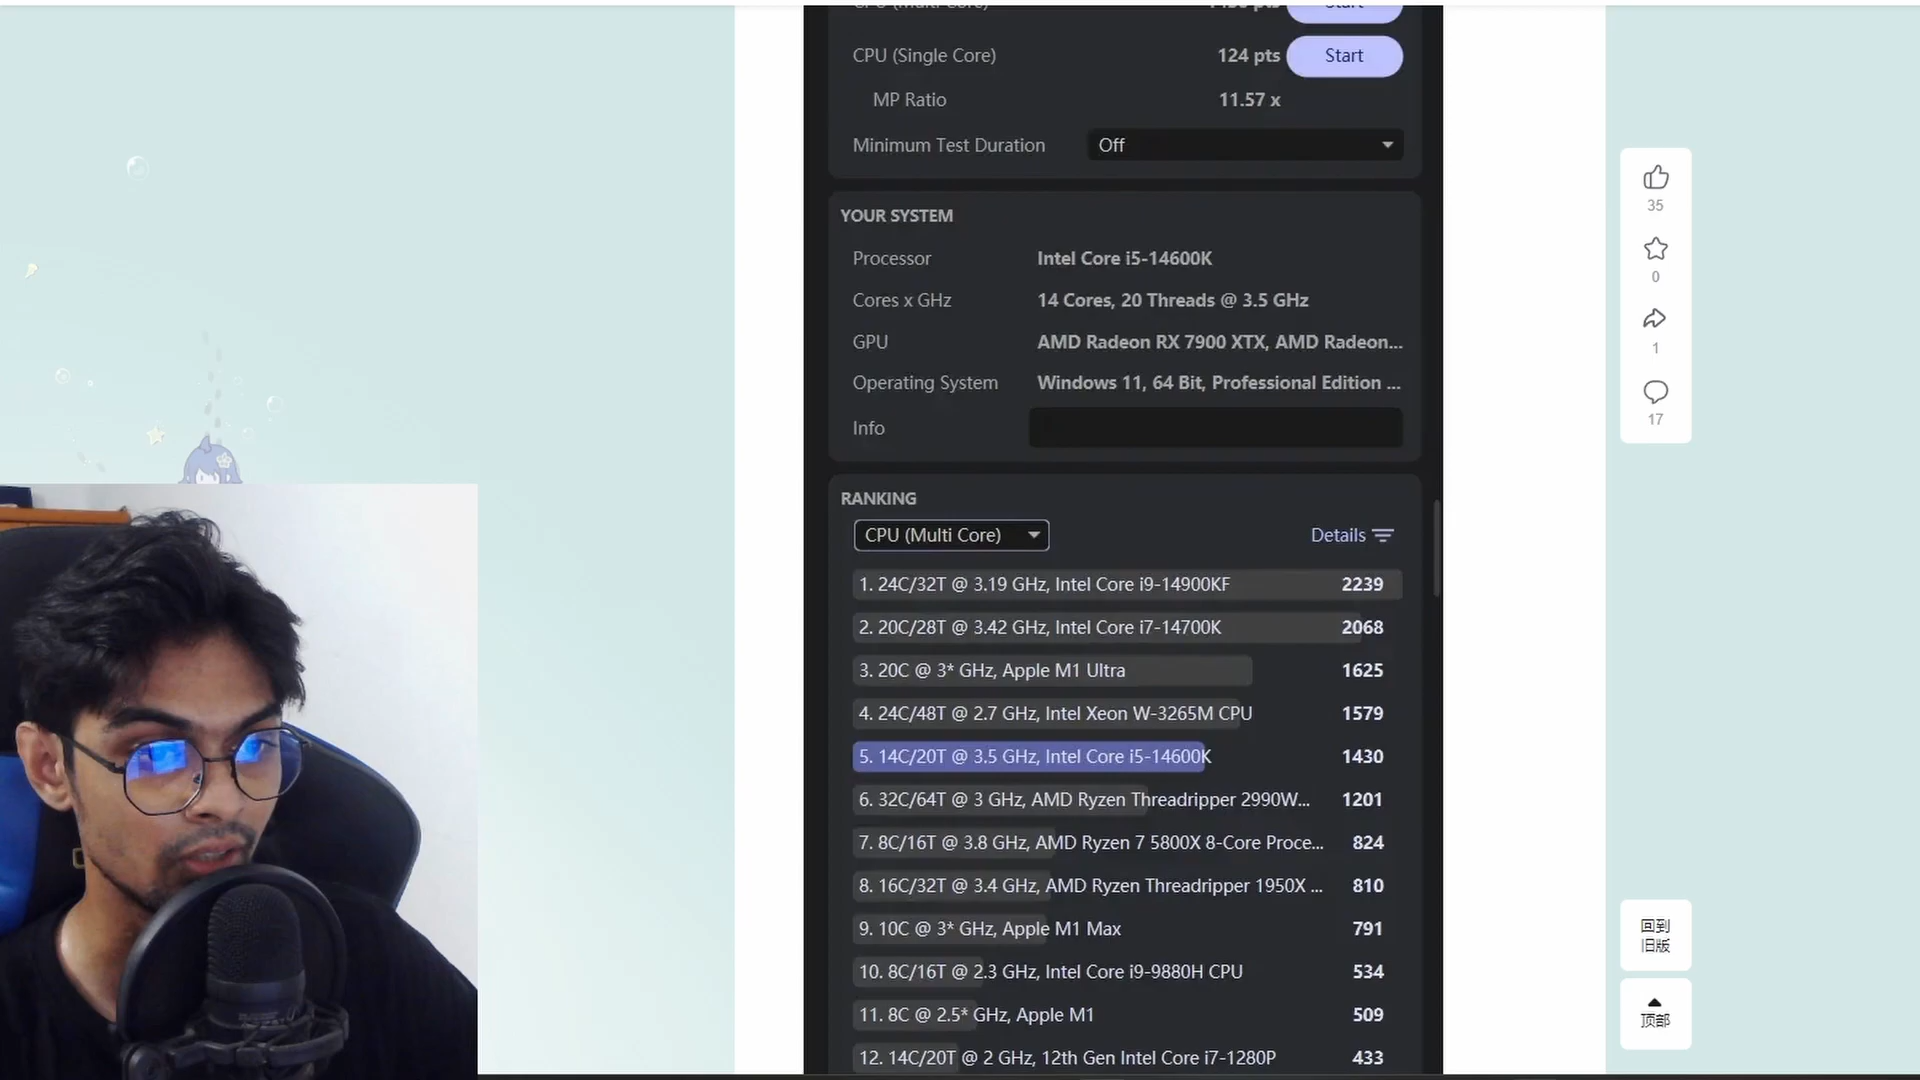 CPU (Single Core) 124 pts Start
MP Ratio 11.57 x
Minimum Test Duration Off
YOUR SYSTEM
Processor Intel Core i5-14600K
Cores x GHz 14 Cores, 20 Threads @ 3.5 GHz
GPU AMD Radeon RX 7900 XTX, AMD Radeon...
Operating System Windows 11, 64 Bit, Professional Edition ...
Info
RANKING
CPU (Multi Core) Details
1. 24C/32T @ 3.19 GHz, Intel Core i9-14900KF 2239
2. 20C/28T @ 3.42 GHz, Intel Core i7-14700K 2068
3. 20C @ 3* GHz, Apple M1 Ultra 1625
4. 24C/48T @ 2.7 GHz, Intel Xeon W-3265M CPU 1579
5. 14C/20T @ 3.5 GHz, Intel Core i5-14600K 1430
6. 32C/64T @ 3 GHz, AMD Ryzen Threadripper 2990W... 1201
7. 8C/16T @ 3.8 GHz, AMD Ryzen 7 5800X 8-Core Proce... 824
8. 16C/32T @ 3.4 GHz, AMD Ryzen Threadripper 1950X ... 810
9. 10C @ 3* GHz, Apple M1 Max 791
10. 8C/16T @ 2.3 GHz, Intel Core i9-9880H CPU 534
11. 8C @ 2.5* GHz, Apple M1 509
12. 14C/20T @ 2 GHz, 12th Gen Intel Core i7-1280P 433
35
0
1
17
回到
旧版
顶部